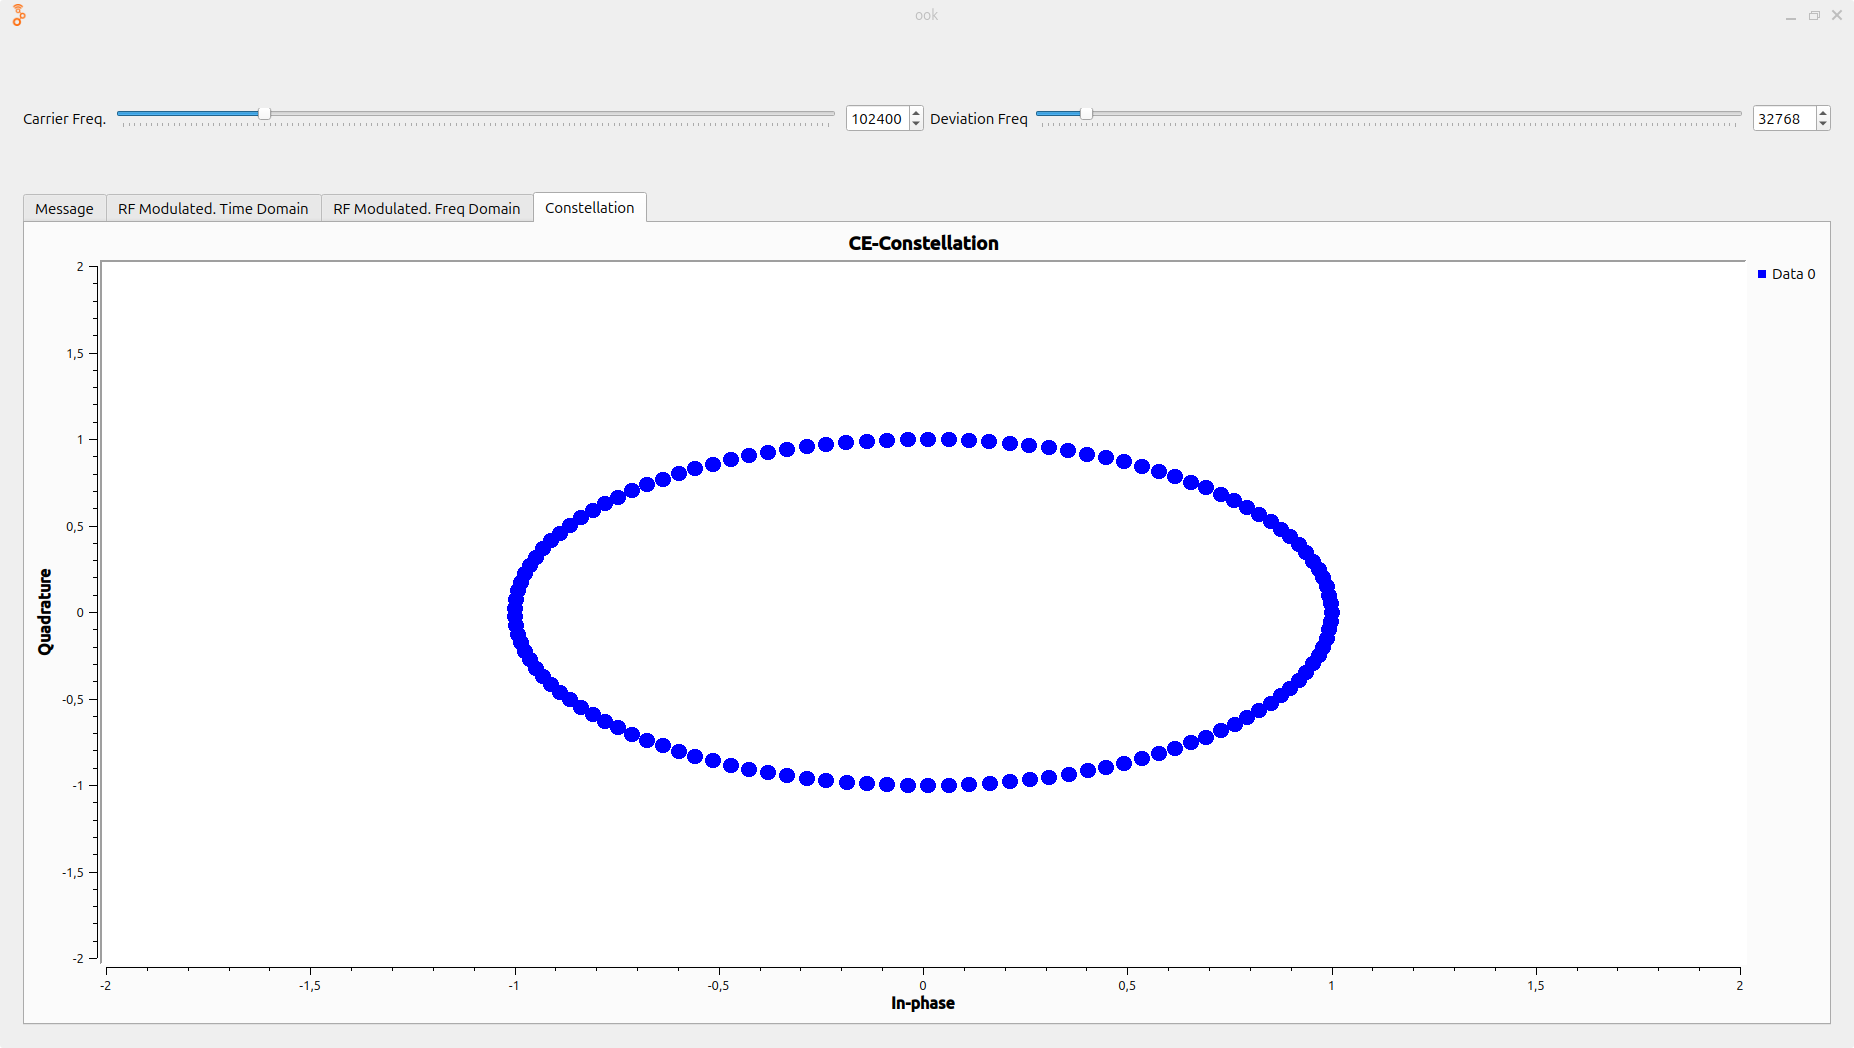 ook
Carrier Freq. 102400 Deviation Freq 32768
Message RF Modulated. Time Domain RF Modulated. Freq Domain Constellation
CE-Constellation
Data 0
Quadrature
2
1,5
1
0,5
0
-0,5
-1
-1,5
-2
-2 -1,5 -1 -0,5 0 0,5 1 1,5 2
In-phase